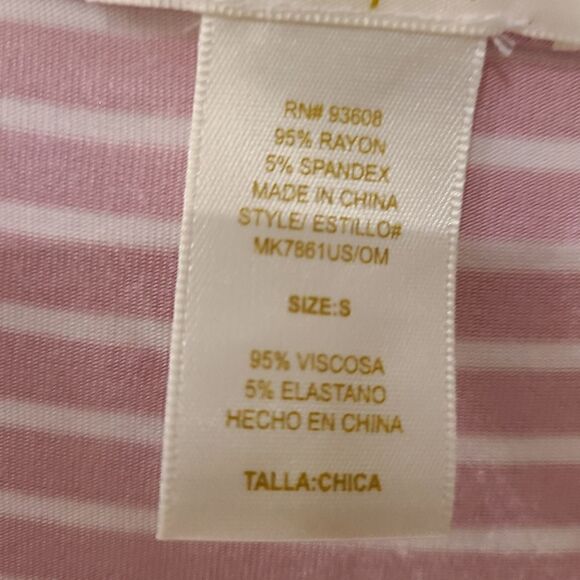 RN# 93608
95% RAYON
5% SPANDEX
MADE IN CHINA
STYLE/ ESTILLO#
MK7861US/OM
SIZE:S
95% VISCOSA
5% ELASTANO
HECHO EN CHINA
TALLA:CHICA